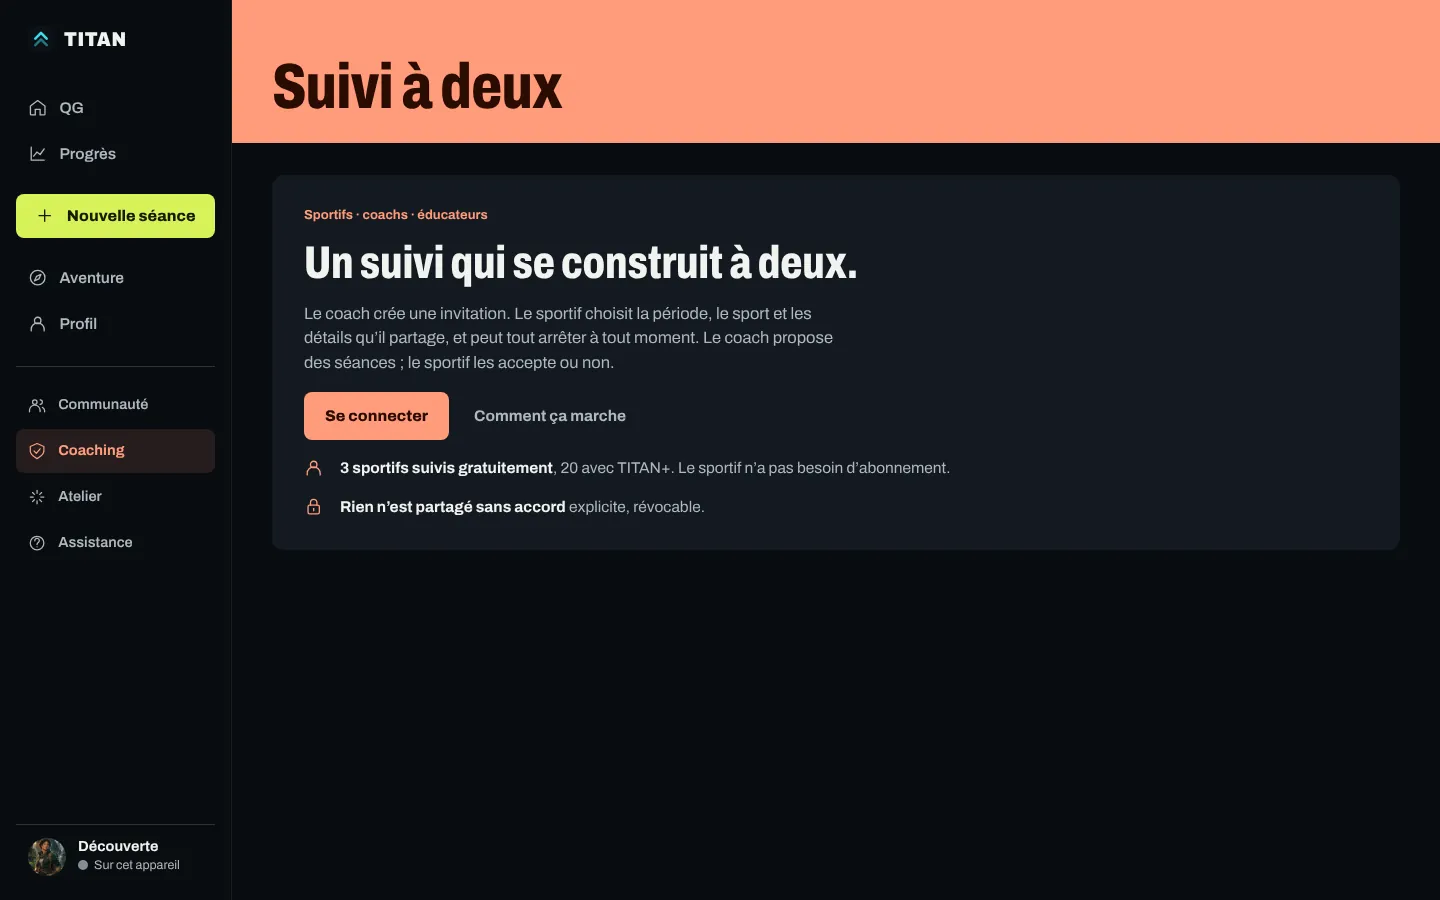 TITAN
QG
Progrès
Nouvelle séance
Aventure
Profil
Communauté
Coaching
Atelier
Assistance
Découverte
Sur cet appareil
Suivi à deux
Sportifs · coachs · éducateurs
Un suivi qui se construit à deux.
Le coach crée une invitation. Le sportif choisit la période, le sport et les
détails qu’il partage, et peut tout arrêter à tout moment. Le coach propose
des séances ; le sportif les accepte ou non.
Se connecter
Comment ça marche
3 sportifs suivis gratuitement, 20 avec TITAN+. Le sportif n’a pas besoin d’abonnement.
Rien n’est partagé sans accord explicite, révocable.